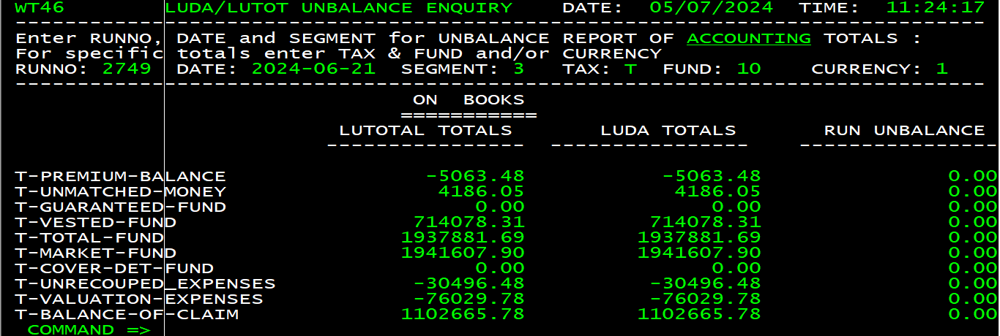 WT46 LUDA/LUTOT UNBALANCE ENQUIRY DATE: 05/07/2024 TIME: 11:24:17
-------------------------------------------------------------------------------
Enter RUNNO, DATE and SEGMENT for UNBALANCE REPORT OF ACCOUNTING TOTALS :
For specific totals enter TAX & FUND and/or CURRENCY
RUNNO: 2749 DATE: 2024-06-21 SEGMENT: 3 TAX: T FUND: 10 CURRENCY: 1
-------------------------------------------------------------------------------
ON BOOKS
===========
LUTOTAL TOTALS LUDA TOTALS RUN UNBALANCE
---------------- ---------------- ----------------
T-PREMIUM-BALANCE -5063.48 -5063.48 0.00
T-UNMATCHED-MONEY 4186.05 4186.05 0.00
T-GUARANTEED-FUND 0.00 0.00 0.00
T-VESTED-FUND 714078.31 714078.31 0.00
T-TOTAL-FUND 1937881.69 1937881.69 0.00
T-MARKET-FUND 1941607.90 1941607.90 0.00
T-COVER-DET-FUND 0.00 0.00 0.00
T-UNRECOUPED_EXPENSES -30496.48 -30496.48 0.00
T-VALUATION-EXPENSES -76029.78 -76029.78 0.00
T-BALANCE-OF-CLAIM 1102665.78 1102665.78 0.00
COMMAND =>